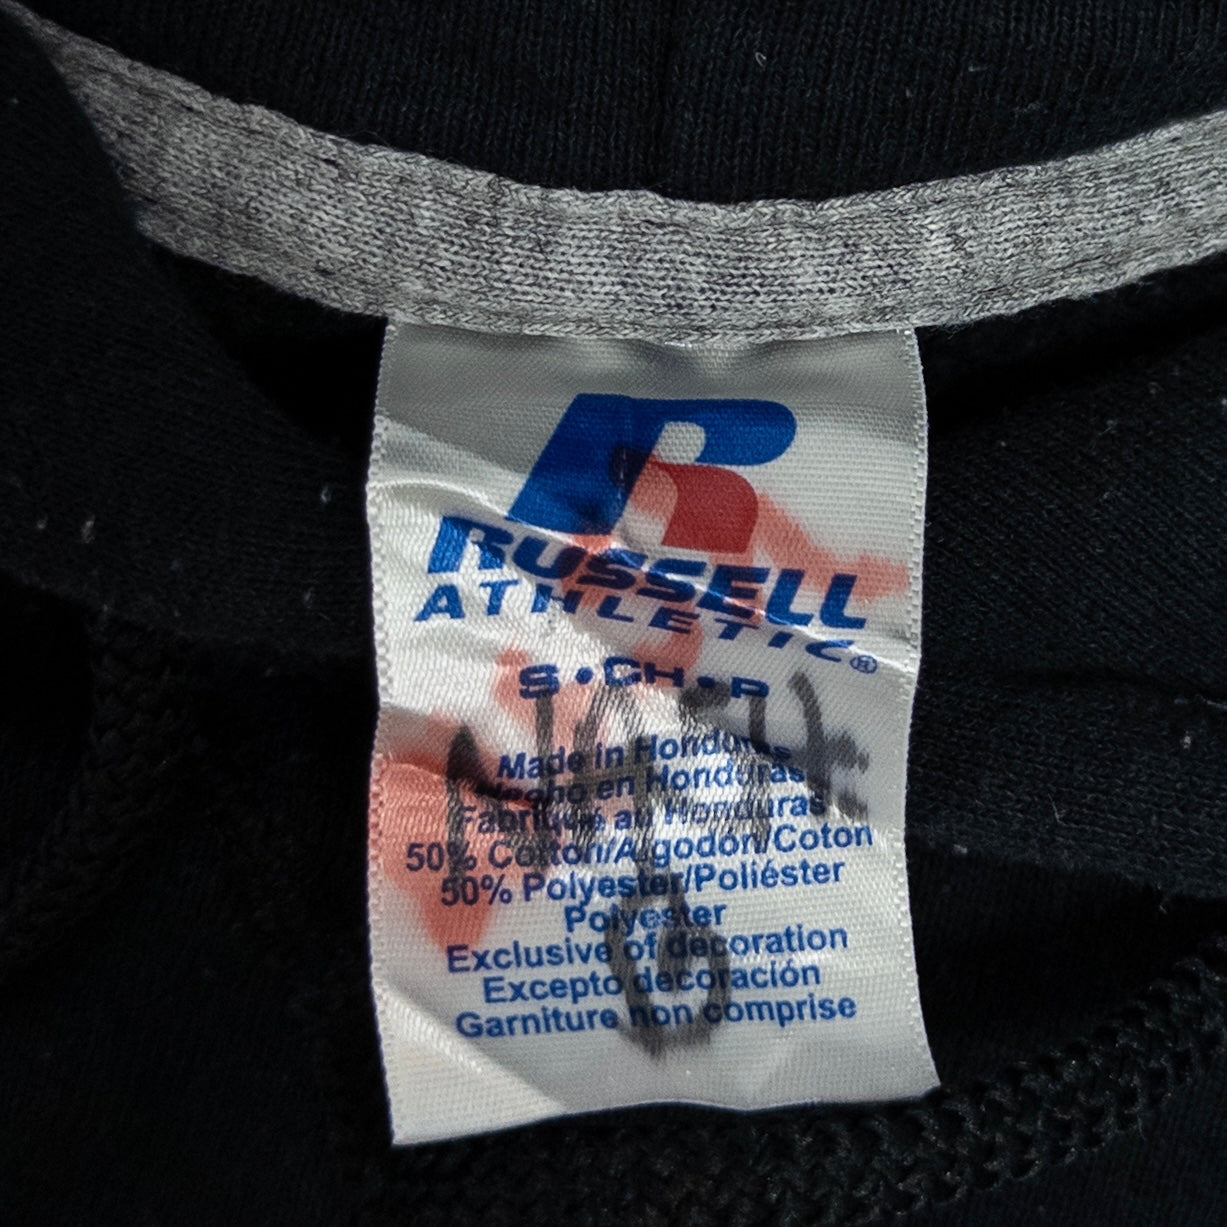 RUSSELL
ATHLETIC®
S•CH•P
Made in Honduras
Hecho en Honduras
Fabriqué au Honduras
50% Cotton/Algodón/Coton
50% Polyester/Poliéster
Polyester
Exclusive of decoration
Excepto decoración
Garniture non comprise